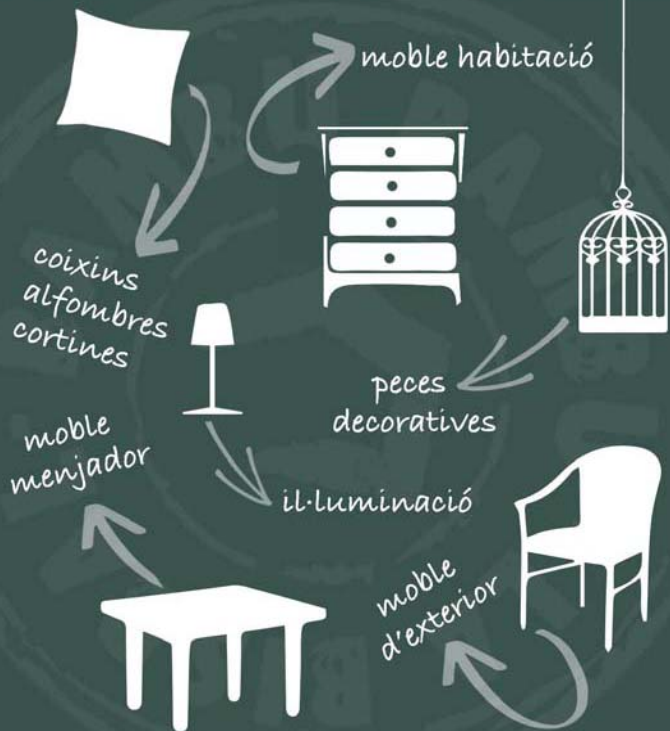 moble habitació
coixins
alfombres
cortines
peces
decoratives
moble
menjador
il·luminació
moble
d'exterior